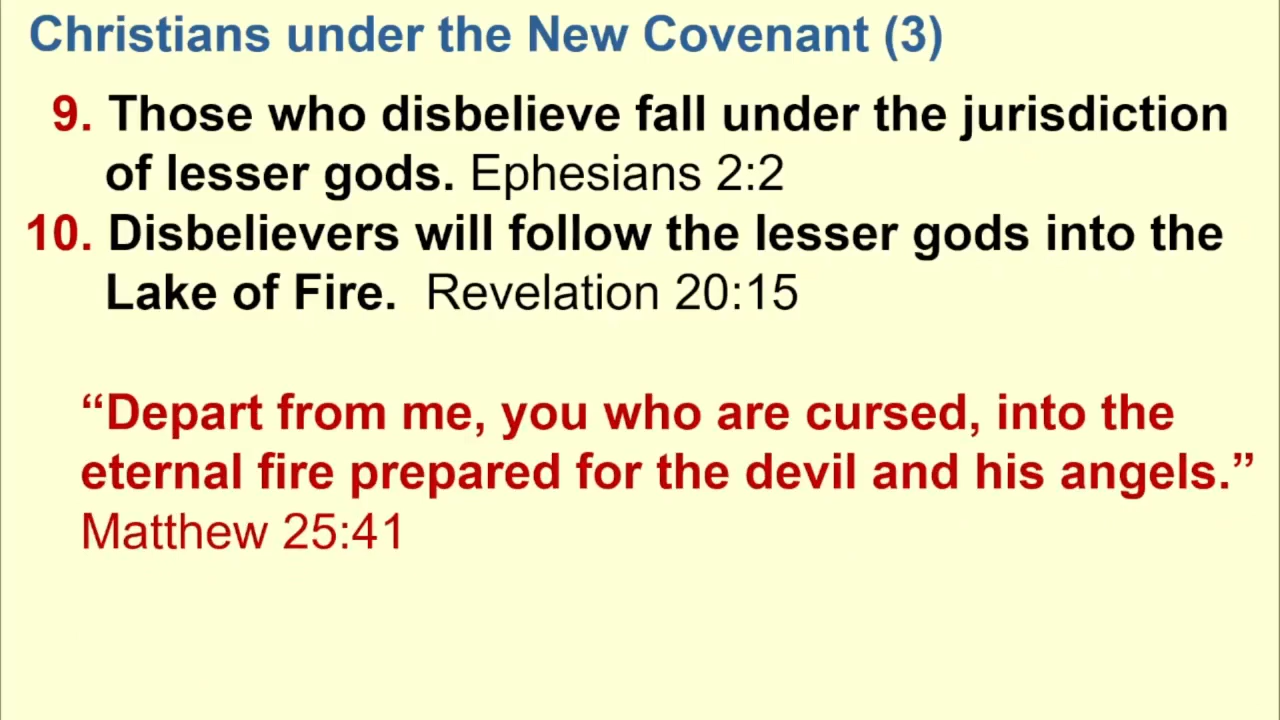 Christians under the New Covenant (3)
9. Those who disbelieve fall under the jurisdiction
of lesser gods. Ephesians 2:2
10. Disbelievers will follow the lesser gods into the
Lake of Fire. Revelation 20:15
“Depart from me, you who are cursed, into the
eternal fire prepared for the devil and his angels.”
Matthew 25:41